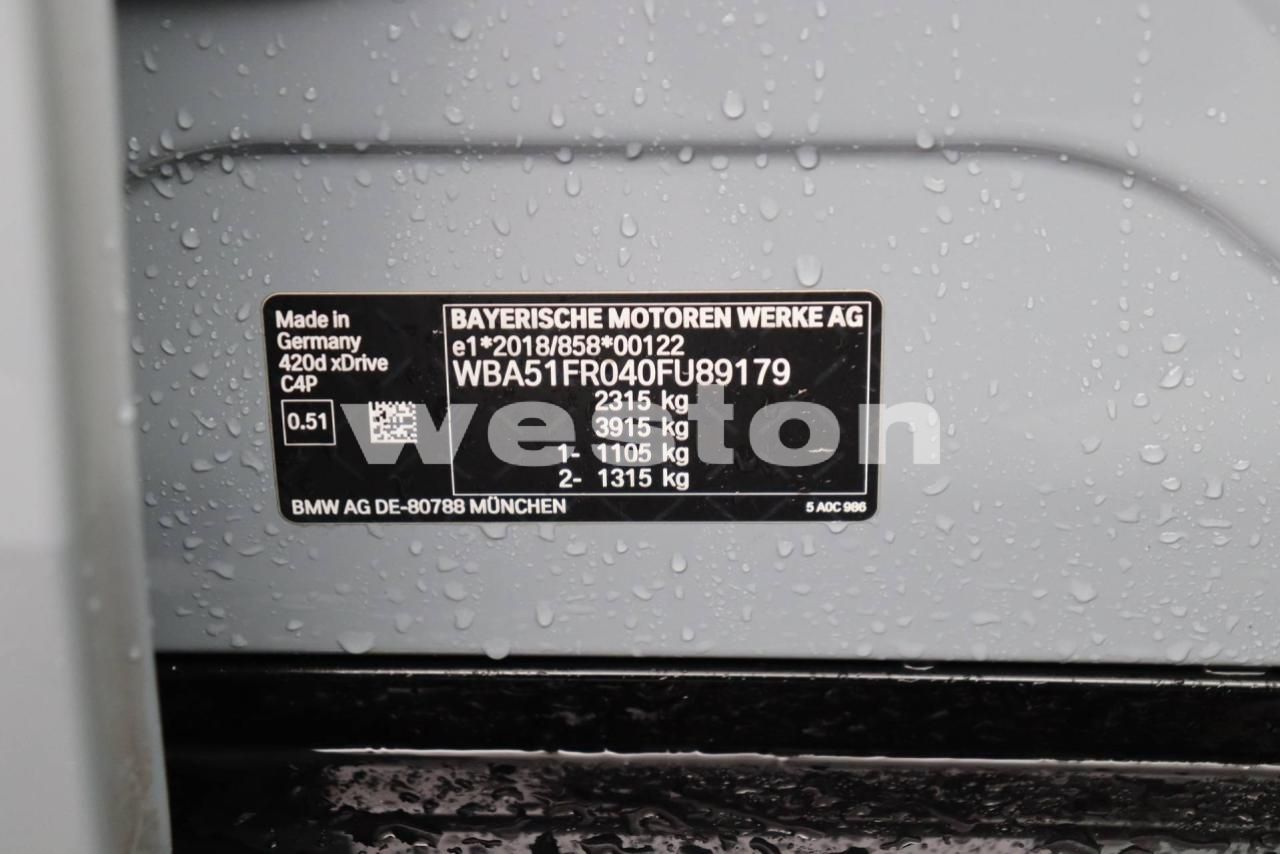 Made in
Germany
420d xDrive
C4P
0.51
BAYERISCHE MOTOREN WERKE AG
e1*2018/858*00122
WBA51FR040FU89179
2315 kg
3915 kg
1- 1105 kg
2- 1315 kg
BMW AG DE-80788 MÜNCHEN
5 A0C 986
weston